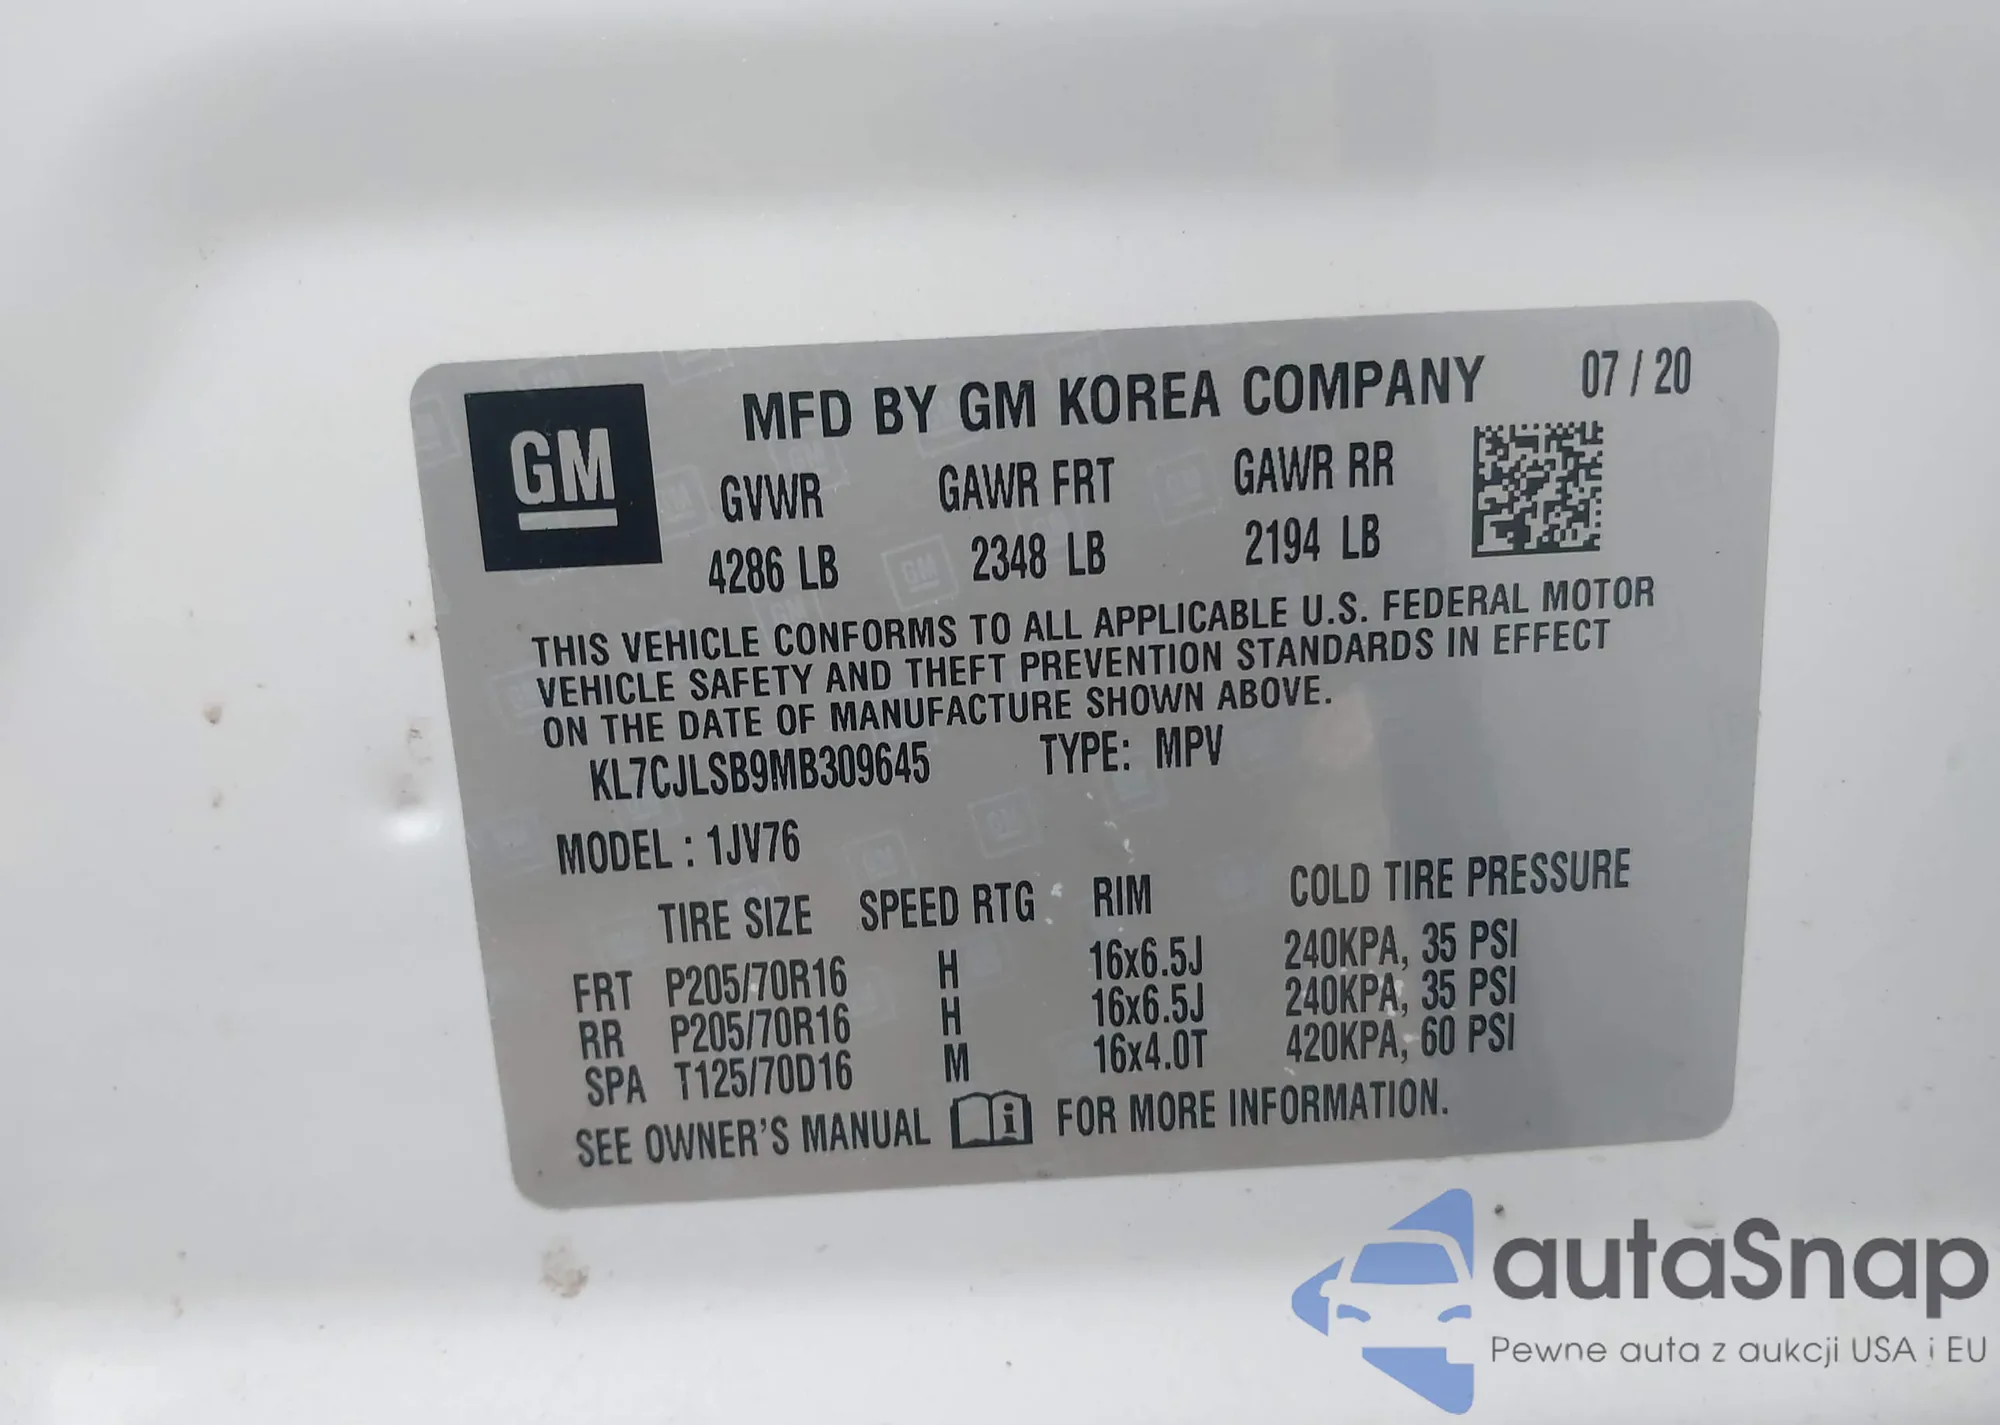 GM
MFD BY GM KOREA COMPANY 07 / 20
GVWR GAWR FRT GAWR RR
4286 LB 2348 LB 2194 LB
THIS VEHICLE CONFORMS TO ALL APPLICABLE U.S. FEDERAL MOTOR
VEHICLE SAFETY AND THEFT PREVENTION STANDARDS IN EFFECT
ON THE DATE OF MANUFACTURE SHOWN ABOVE.
KL7CJLSB9MB309645 TYPE: MPV
MODEL : 1JV76
TIRE SIZE SPEED RTG RIM COLD TIRE PRESSURE
FRT P205/70R16 H 16x6.5J 240KPA, 35 PSI
RR P205/70R16 H 16x6.5J 240KPA, 35 PSI
SPA T125/70D16 M 16x4.0T 420KPA, 60 PSI
SEE OWNER'S MANUAL i FOR MORE INFORMATION.
autaSnap
Pewne auta z aukcji USA i EU